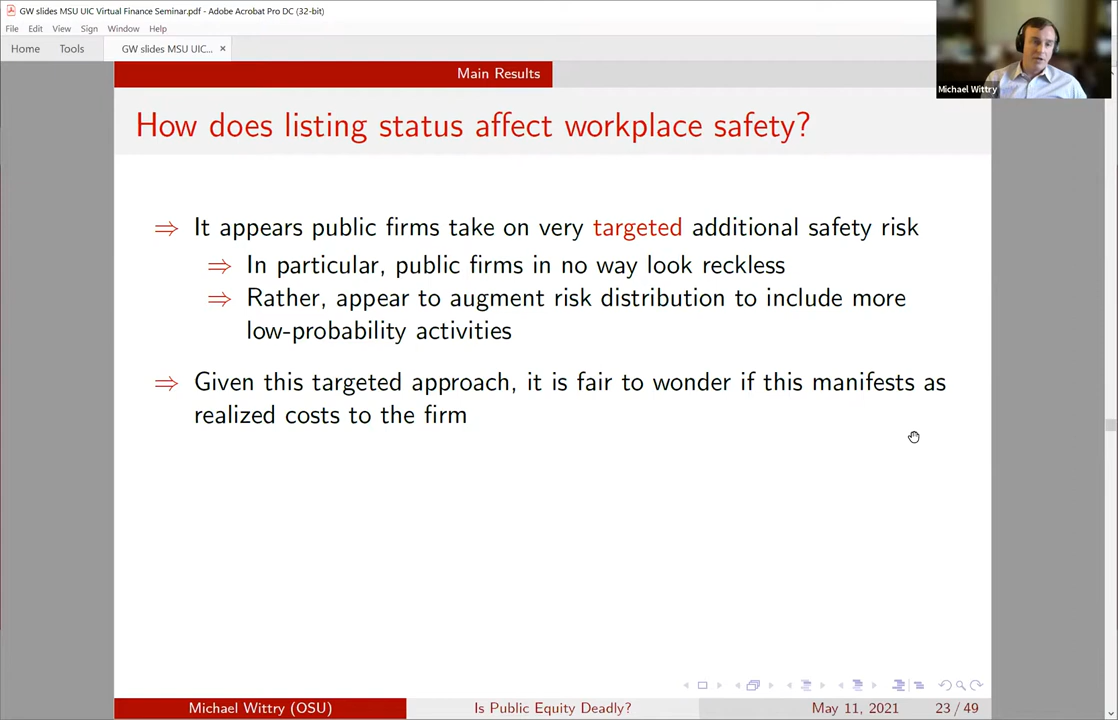 GW slides MSU UIC Virtual Finance Seminar.pdf - Adobe Acrobat Pro DC (32-bit)
File Edit View Sign Window Help
Home Tools GW slides MSU UIC... ×
Michael Wittry
Main Results
How does listing status affect workplace safety?
⇒ It appears public firms take on very targeted additional safety risk
⇒ In particular, public firms in no way look reckless
⇒ Rather, appear to augment risk distribution to include more
low-probability activities
⇒ Given this targeted approach, it is fair to wonder if this manifests as
realized costs to the firm
Michael Wittry (OSU) Is Public Equity Deadly? May 11, 2021 23 / 49